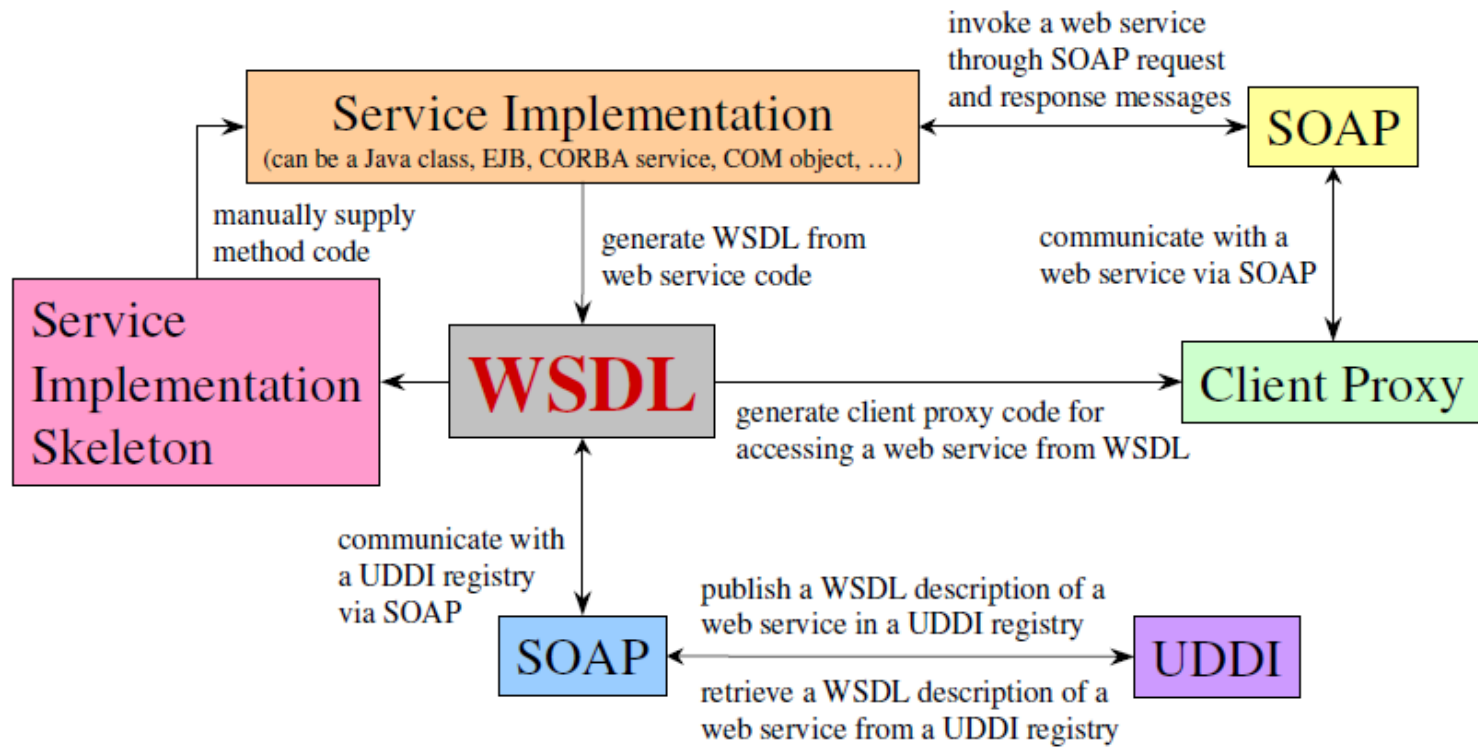 invoke a web service
through SOAP request
and response messages
Service Implementation
(can be a Java class, EJB, CORBA service, COM object, …)
SOAP
manually supply
method code
generate WSDL from
web service code
communicate with a
web service via SOAP
Service
Implementation
Skeleton
WSDL
Client Proxy
generate client proxy code for
accessing a web service from WSDL
communicate with
a UDDI registry
via SOAP
publish a WSDL description of a
web service in a UDDI registry
SOAP
UDDI
retrieve a WSDL description of a
web service from a UDDI registry